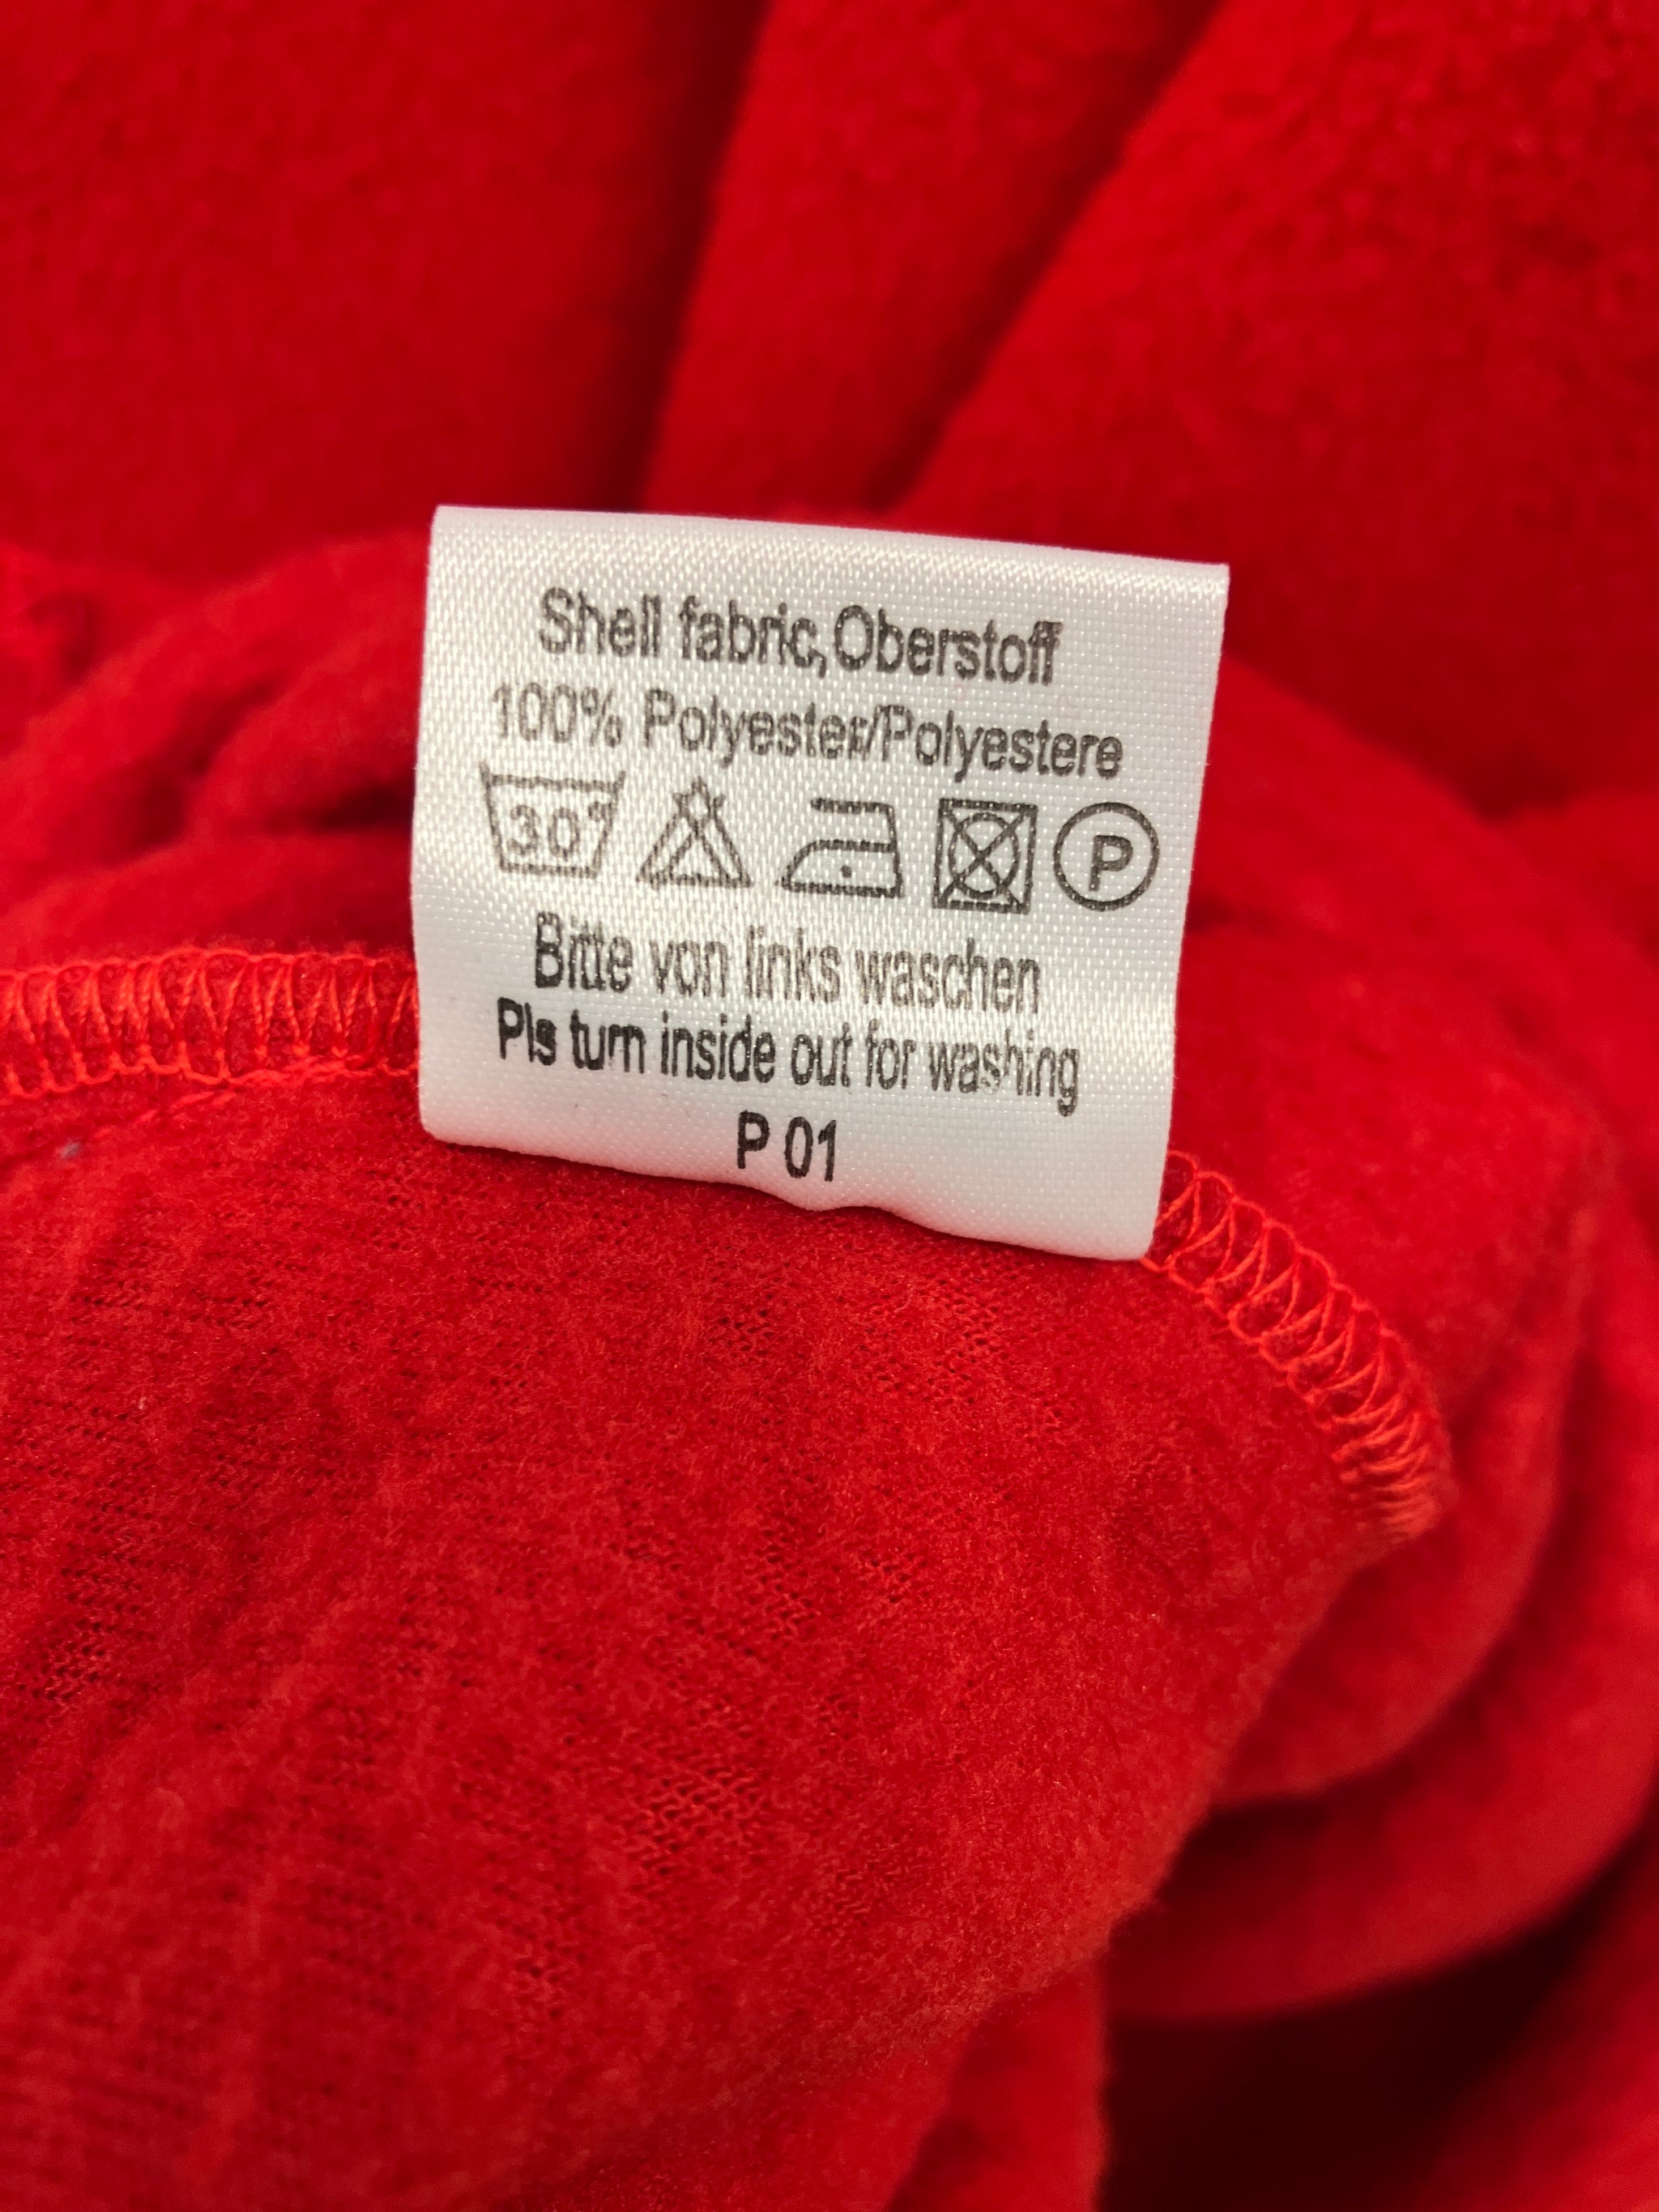 Shell fabric,Oberstoff
100% Polyester/Polyestere
30° P
Bitte von links waschen
Pls turn inside out for washing
P 01